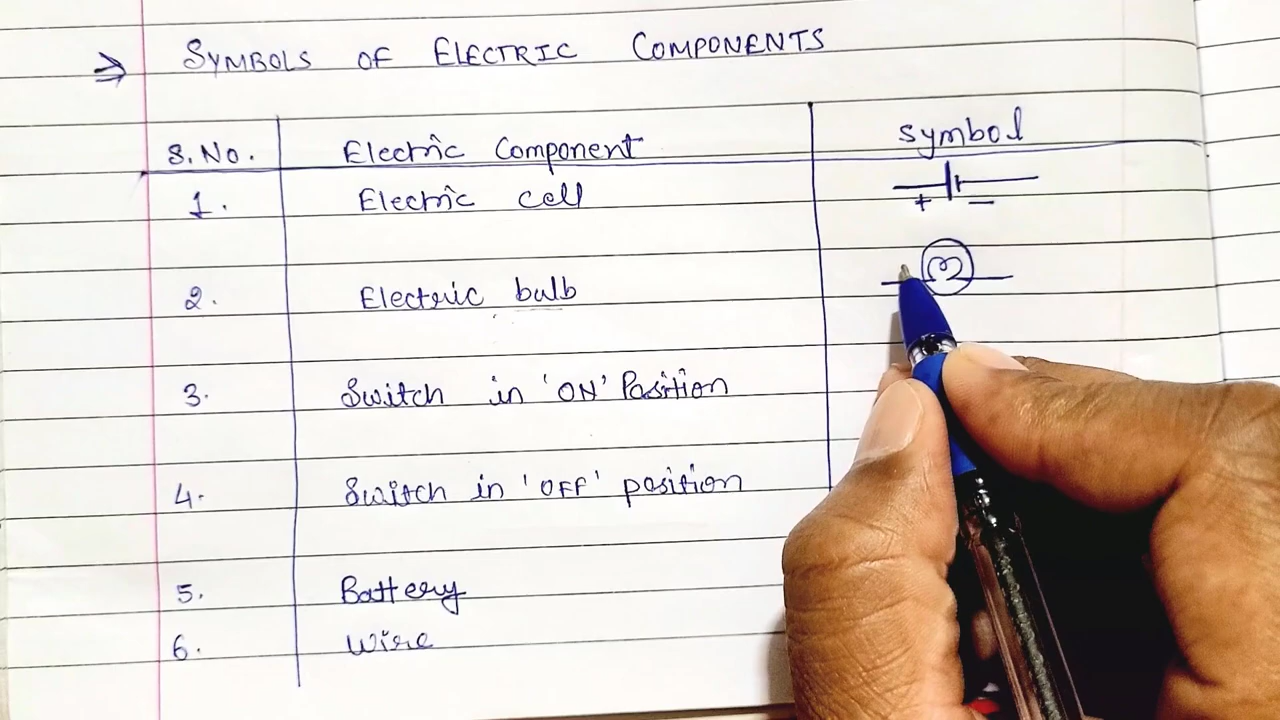 ⇒ SYMBOLS OF ELECTRIC COMPONENTS
S.No. Electric Component Symbol
1. Electric cell + –
2. Electric bulb
3. Switch in 'ON' Position
4. Switch in 'OFF' position
5. Battery
6. Wire